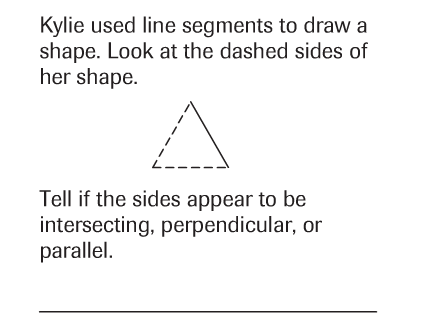 Kylie used line segments to draw a
shape. Look at the dashed sides of
her shape.
Tell if the sides appear to be
intersecting, perpendicular, or
parallel.